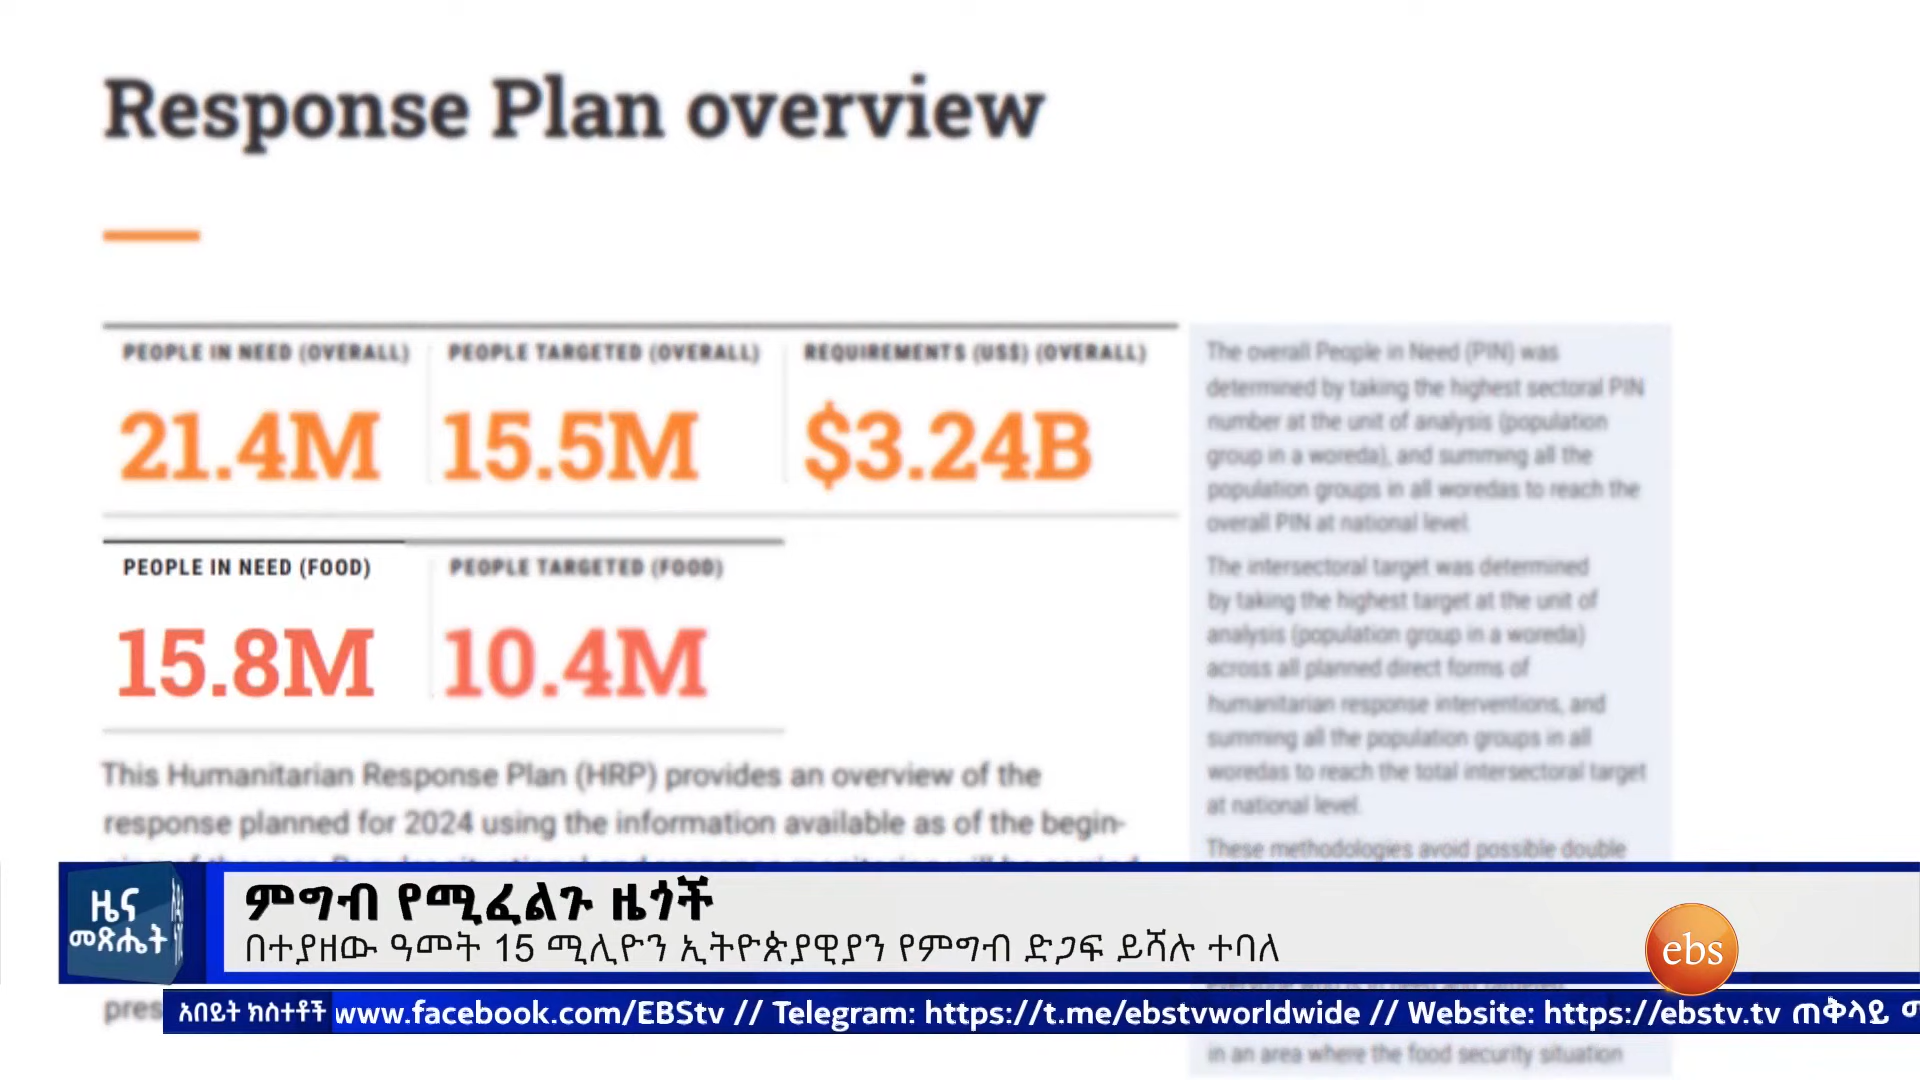 Response Plan overview
PEOPLE IN NEED (OVERALL)
21.4M
PEOPLE TARGETED (OVERALL)
15.5M
REQUIREMENTS (US$) (OVERALL)
$3.24B
PEOPLE IN NEED (FOOD)
15.8M
PEOPLE TARGETED (FOOD)
10.4M
This Humanitarian Response Plan (HRP) provides an overview of the
response planned for 2024 using the information available as of the begin-
The overall People in Need (PIN) was
determined by taking the highest sectoral PIN
number at the unit of analysis (population
group in a woreda), and summing all the
population groups in all woredas to reach the
overall PIN at national level.
The intersectoral target was determined
by taking the highest target at the unit of
analysis (population group in a woreda)
across all planned direct forms of
humanitarian response interventions, and
summing all the population groups in all
woredas to reach the total intersectoral target
at national level.
These methodologies avoid possible double
in an area where the food security situation
ዜና
መጽሔት
ምግብ የሚፈልጉ ዜጎች
በተያዘው ዓመት 15 ሚሊዮን ኢትዮጵያዊያን የምግብ ድጋፍ ይሻሉ ተባለ
ebs
pres
አበይት ክስተቶች
www.facebook.com/EBStv // Telegram: https://t.me/ebstvworldwide // Website: https://ebstv.tv ጠቅላይ